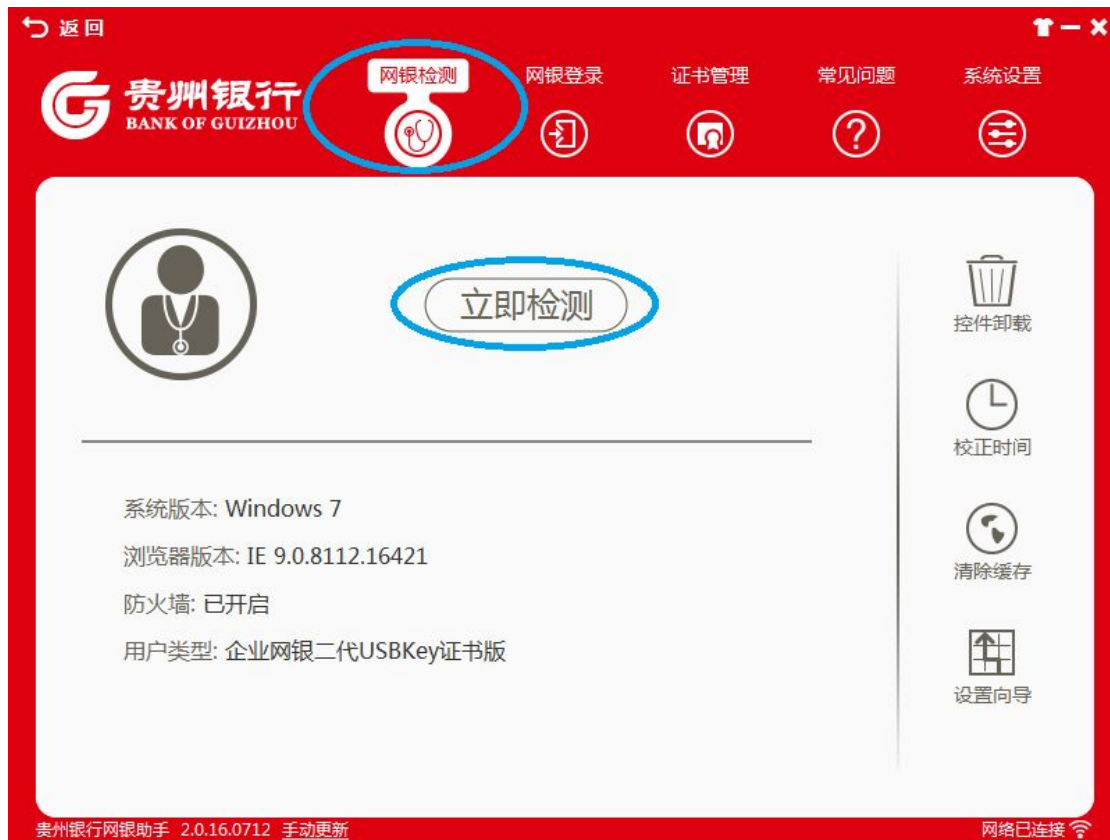 返回
贵州银行
BANK OF GUIZHOU
网银检测
网银登录
证书管理
常见问题
系统设置
立即检测
控件卸载
校正时间
清除缓存
设置向导
系统版本: Windows 7
浏览器版本: IE 9.0.8112.16421
防火墙: 已开启
用户类型: 企业网银二代USBKey证书版
贵州银行网银助手 2.0.16.0712 手动更新
网络已连接